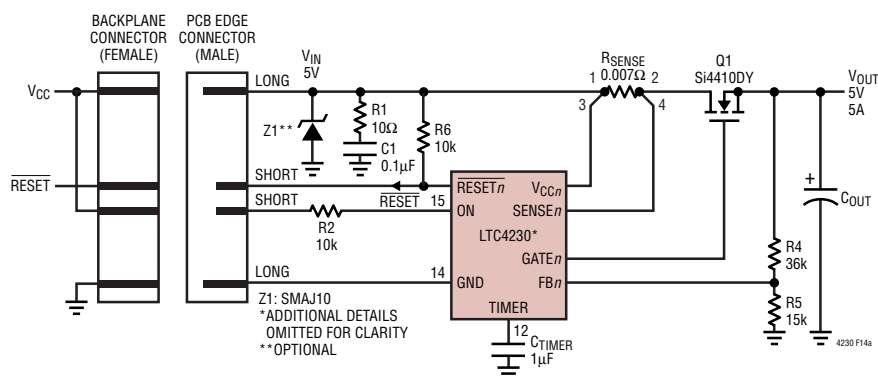 BACKPLANE
CONNECTOR
(FEMALE)
PCB EDGE
CONNECTOR
(MALE)
VCC
RESET
LONG
SHORT
SHORT
LONG
VIN
5V
Z1**
R1
10Ω
C1
0.1µF
R6
10k
RESET
R2
10k
15
14
RSENSE
0.007Ω
1
2
3
4
Q1
Si4410DY
VOUT
5V
5A
RESETn
ON
GND
VCCn
SENSEn
LTC4230*
GATEn
FBn
TIMER
12
CTIMER
1µF
+
COUT
R4
36k
R5
15k
Z1: SMAJ10
*ADDITIONAL DETAILS
OMITTED FOR CLARITY
**OPTIONAL
4230 F14a